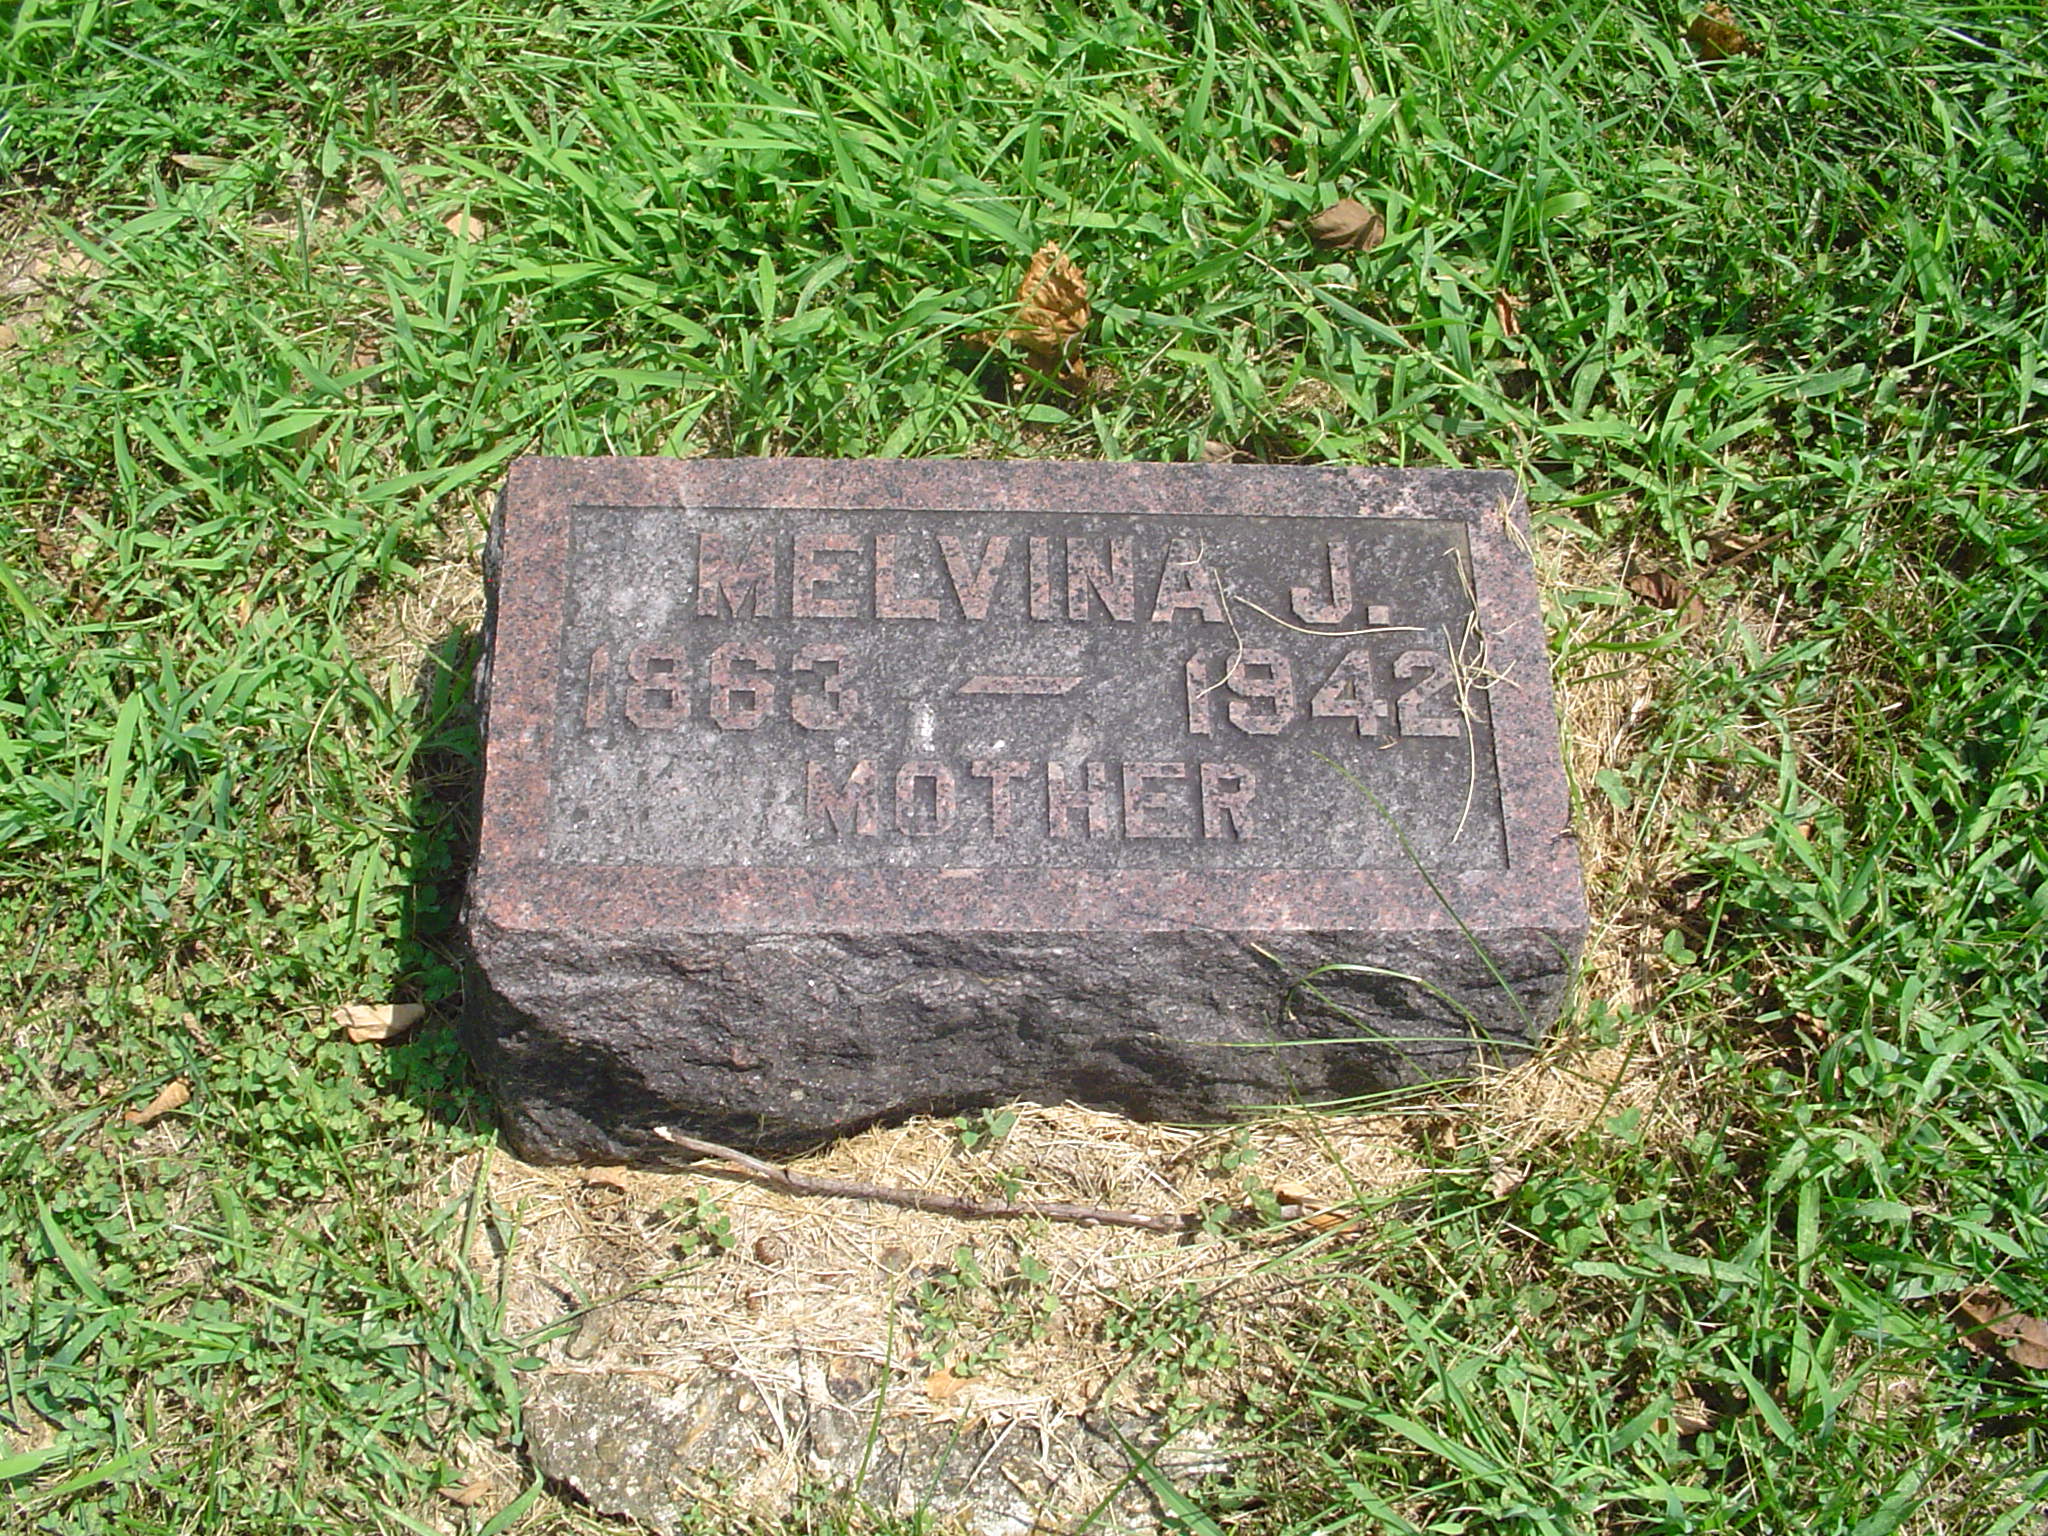 MELVINA J.
1863 — 1942
MOTHER